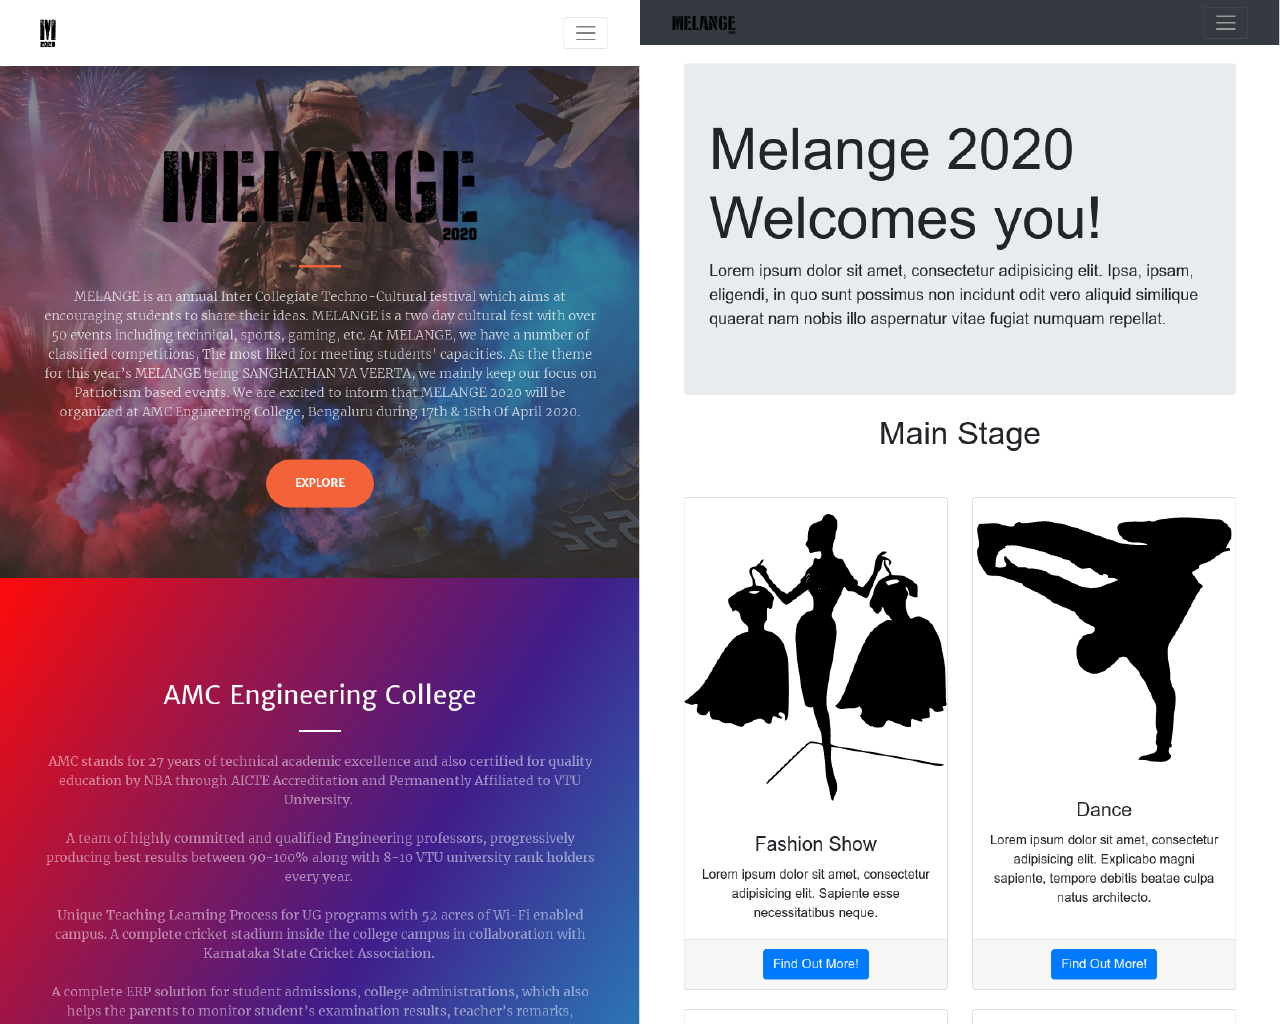 M
2020
MELANGE
2020
MELANGE is an annual Inter Collegiate Techno-Cultural festival which aims at
encouraging students to share their ideas. MELANGE is a two day cultural fest with over
50 events including technical, sports, gaming, etc. At MELANGE, we have a number of
classified competitions, The most liked for meeting students' capacities. As the theme
for this year's MELANGE being SANGHATHAN VA VEERTA, we mainly keep our focus on
Patriotism based events. We are excited to inform that MELANGE 2020 will be
organized at AMC Engineering College, Bengaluru during 17th & 18th Of April 2020.
EXPLORE
AMC Engineering College
AMC stands for 27 years of technical academic excellence and also certified for quality
education by NBA through AICTE Accreditation and Permanently Affiliated to VTU
University.
A team of highly committed and qualified Engineering professors, progressively
producing best results between 90-100% along with 8-10 VTU university rank holders
every year.
Unique Teaching Learning Process for UG programs with 52 acres of Wi-Fi enabled
campus. A complete cricket stadium inside the college campus in collaboration with
Karnataka State Cricket Association.
A complete ERP solution for student admissions, college administrations, which also
helps the parents to monitor student's examination results, teacher's remarks,
MELANGE
Melange 2020
Welcomes you!
Lorem ipsum dolor sit amet, consectetur adipisicing elit. Ipsa, ipsam,
eligendi, in quo sunt possimus non incidunt odit vero aliquid similique
quaerat nam nobis illo aspernatur vitae fugiat numquam repellat.
Main Stage
Fashion Show
Lorem ipsum dolor sit amet, consectetur
adipisicing elit. Sapiente esse
necessitatibus neque.
Find Out More!
Dance
Lorem ipsum dolor sit amet, consectetur
adipisicing elit. Explicabo magni
sapiente, tempore debitis beatae culpa
natus architecto.
Find Out More!